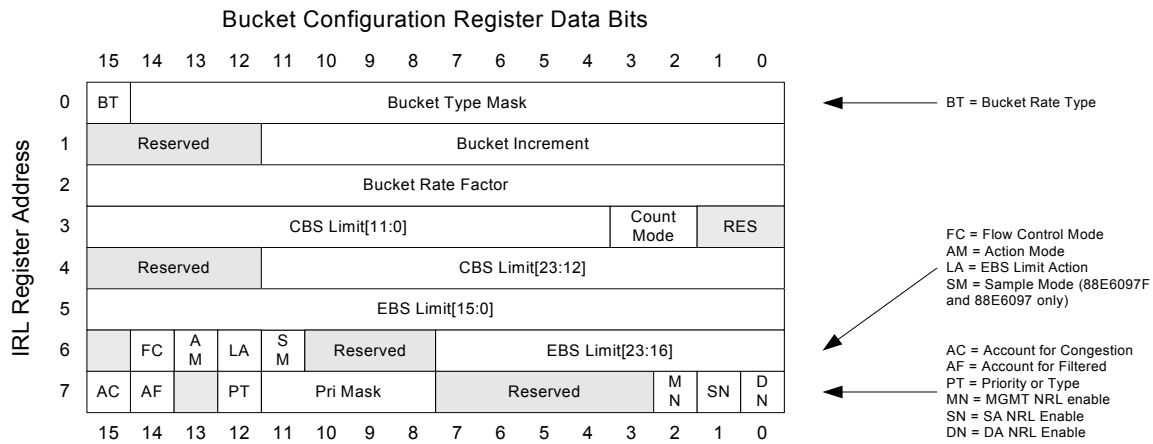 Bucket Configuration Register Data Bits
15 14 13 12 11 10 9 8 7 6 5 4 3 2 1 0
IRL Register Address
0 BT Bucket Type Mask
BT = Bucket Rate Type
1 Reserved Bucket Increment
2 Bucket Rate Factor
3 CBS Limit[11:0] Count Mode RES
4 Reserved CBS Limit[23:12]
5 EBS Limit[15:0]
6 FC AM LA SM Reserved EBS Limit[23:16]
FC = Flow Control Mode
AM = Action Mode
LA = EBS Limit Action
SM = Sample Mode (88E6097F
and 88E6097 only)
7 AC AF PT Pri Mask Reserved MN SN DN
AC = Account for Congestion
AF = Account for Filtered
PT = Priority or Type
MN = MGMT NRL enable
SN = SA NRL Enable
DN = DA NRL Enable
15 14 13 12 11 10 9 8 7 6 5 4 3 2 1 0